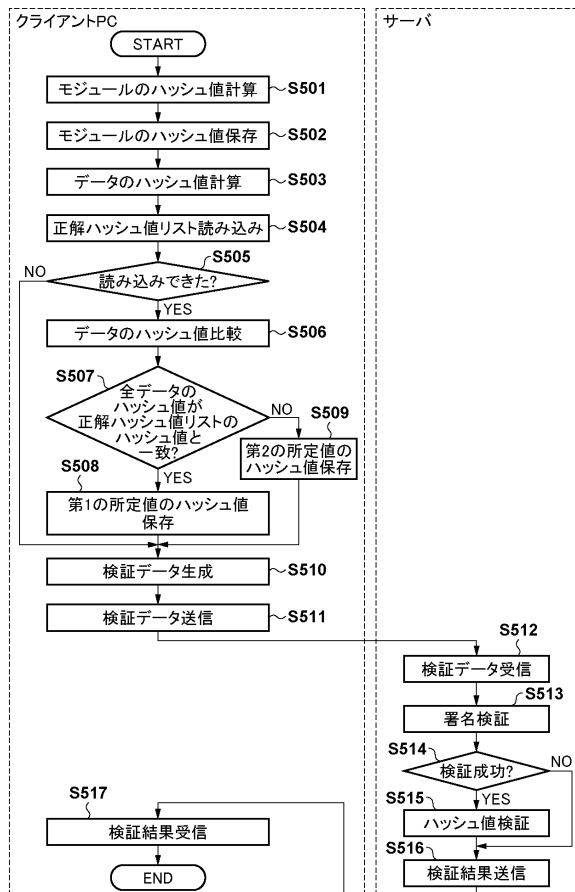 クライアントPC
START
モジュールのハッシュ値計算
S501
モジュールのハッシュ値保存
S502
データのハッシュ値計算
S503
正解ハッシュ値リスト読み込み
S504
S505
読み込みできた?
NO
YES
データのハッシュ値比較
S506
S507
全データの
ハッシュ値が
正解ハッシュ値リストの
ハッシュ値と
一致?
NO
YES
S509
第2の所定値の
ハッシュ値保存
S508
第1の所定値のハッシュ値
保存
検証データ生成
S510
検証データ送信
S511
サーバ
S512
検証データ受信
S513
署名検証
S514
検証成功?
NO
YES
S515
ハッシュ値検証
S516
検証結果送信
S517
検証結果受信
END